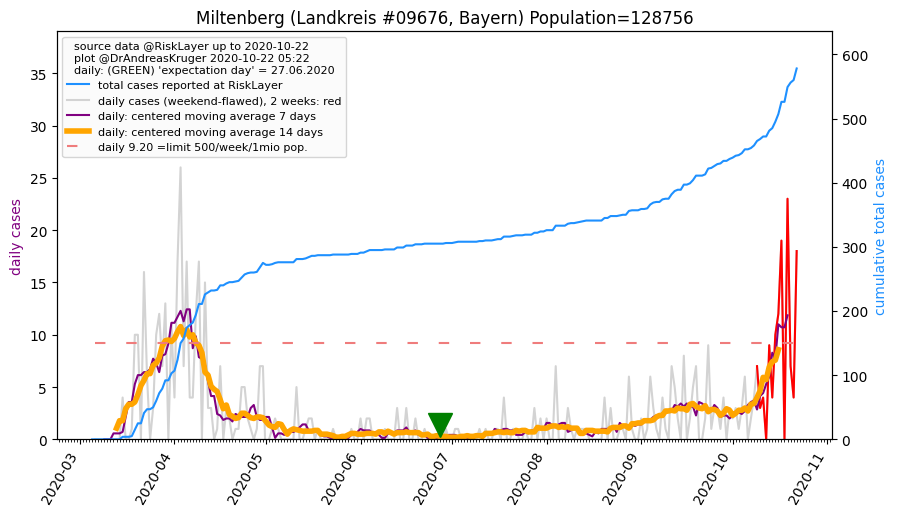 Miltenberg (Landkreis #09676, Bayern) Population=128756
source data @RiskLayer up to 2020-10-22
plot @DrAndreasKruger 2020-10-22 05:22
daily: (GREEN) 'expectation day' = 27.06.2020
total cases reported at RiskLayer
daily cases (weekend-flawed), 2 weeks: red
daily: centered moving average 7 days
daily: centered moving average 14 days
daily 9.20 =limit 500/week/1mio pop.
daily cases
35
30
25
20
15
10
5
0
600
500
400
300
200
100
0
cumulative total cases
2020-03
2020-04
2020-05
2020-06
2020-07
2020-08
2020-09
2020-10
2020-11